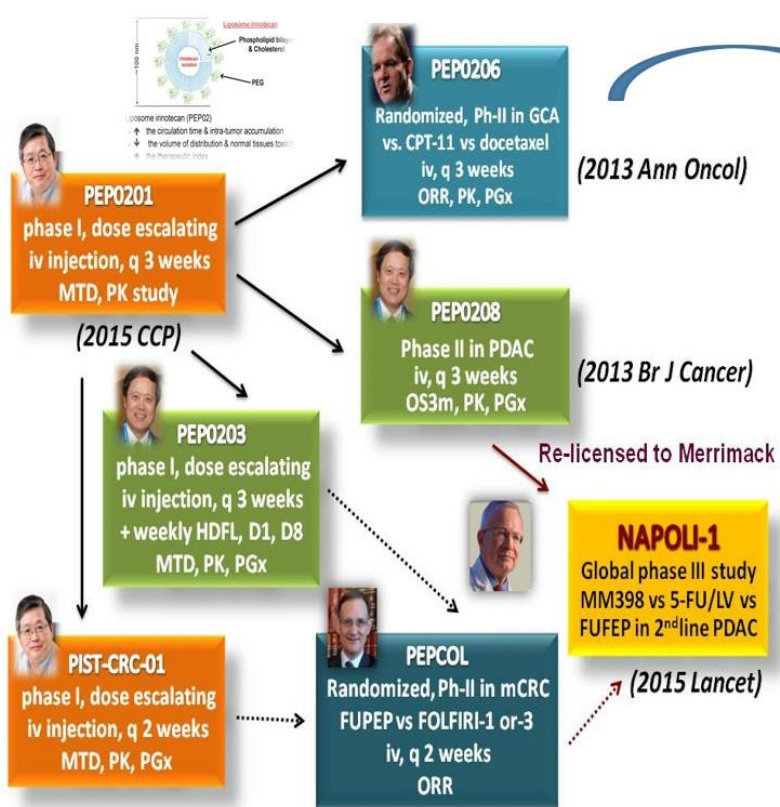 Liposome Irinotecan
Phospholipid bilayer
& Cholesterol
Irinotecan
~100 nm
PEG
Liposome irinotecan (PEP02)
↑ the circulation time & intra-tumor accumulation
↓ the volume of distribution & normal tissues toxic
↑ the therapeutic index
PEP0206
Randomized, Ph-II in GCA
vs. CPT-11 vs docetaxel
iv, q 3 weeks
ORR, PK, PGx
(2013 Ann Oncol)
PEP0201
phase I, dose escalating
iv injection, q 3 weeks
MTD, PK study
(2015 CCP)
PEP0208
Phase II in PDAC
iv, q 3 weeks
OS3m, PK, PGx
(2013 Br J Cancer)
PEP0203
phase I, dose escalating
iv injection, q 3 weeks
+ weekly HDFL, D1, D8
MTD, PK, PGx
Re-licensed to Merrimack
NAPOLI-1
Global phase III study
MM398 vs 5-FU/LV vs
FUFEP in 2nd line PDAC
(2015 Lancet)
PIST-CRC-01
phase I, dose escalating
iv injection, q 2 weeks
MTD, PK, PGx
PEPCOL
Randomized, Ph-II in mCRC
FUPEP vs FOLFIRI-1 or-3
iv, q 2 weeks
ORR